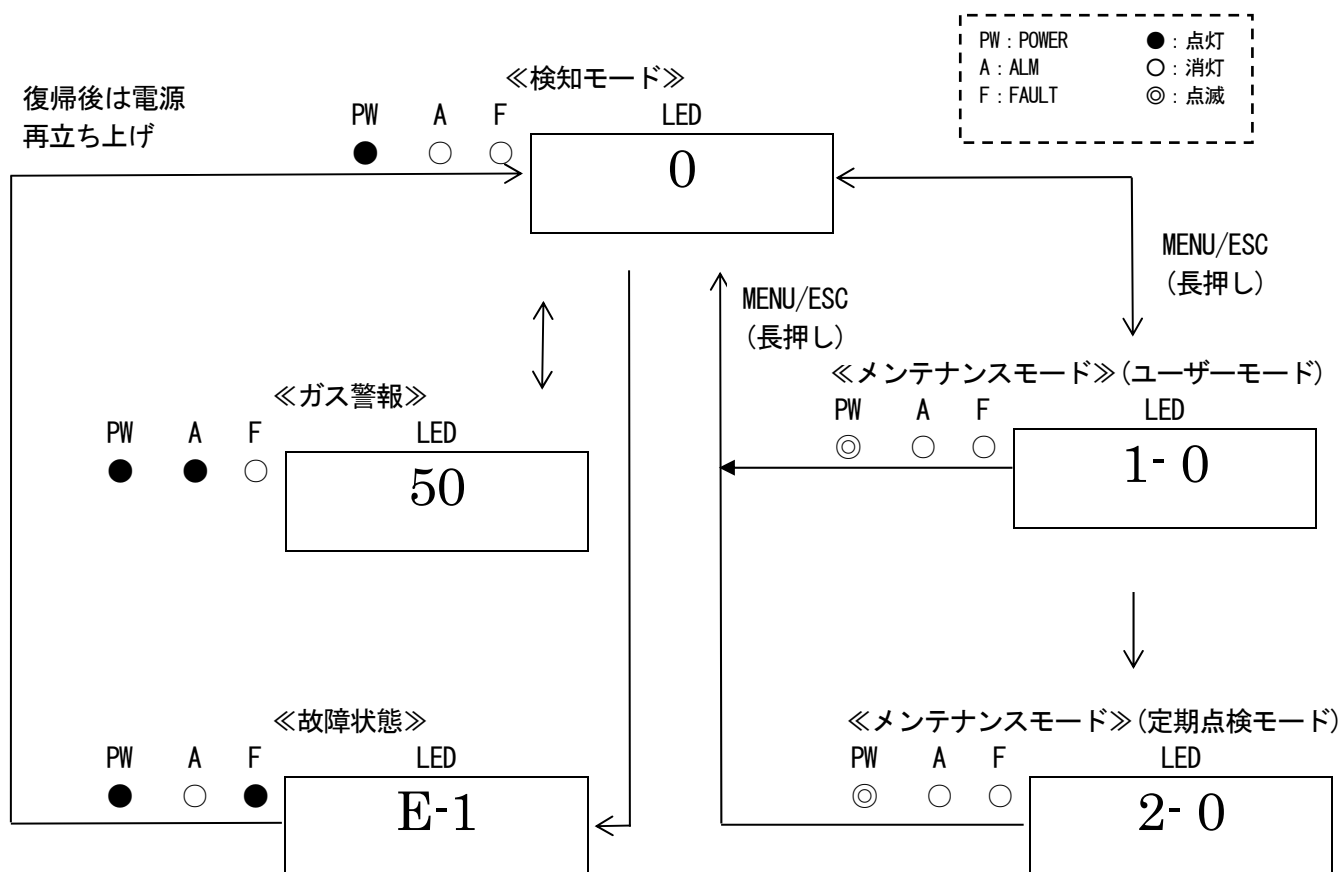 PW：POWER ●：点灯
A：ALM ○：消灯
F：FAULT ◎：点滅
復帰後は電源
再立ち上げ
≪検知モード≫
PW A F LED
● ○ ○
0
MENU/ESC
(長押し)
MENU/ESC
(長押し)
≪ガス警報≫
PW A F LED
● ● ○
50
≪メンテナンスモード≫(ユーザーモード)
PW A F LED
◎ ○ ○
1- 0
≪故障状態≫
PW A F LED
● ○ ●
E-1
≪メンテナンスモード≫(定期点検モード)
PW A F LED
◎ ○ ○
2- 0